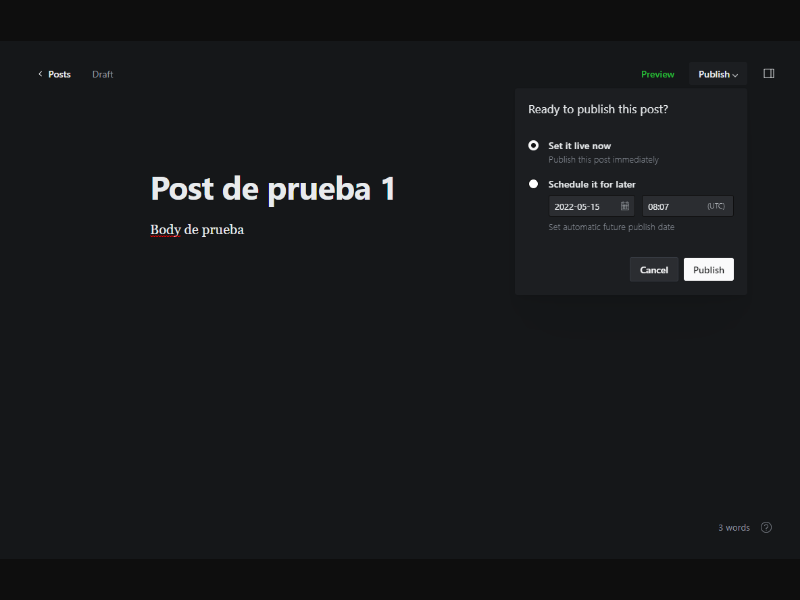 Posts Draft Preview Publish
Ready to publish this post?
Set it live now
Publish this post immediately
Schedule it for later
2022-05-15 08:07 (UTC)
Set automatic future publish date
Cancel Publish
Post de prueba 1
Body de prueba
3 words